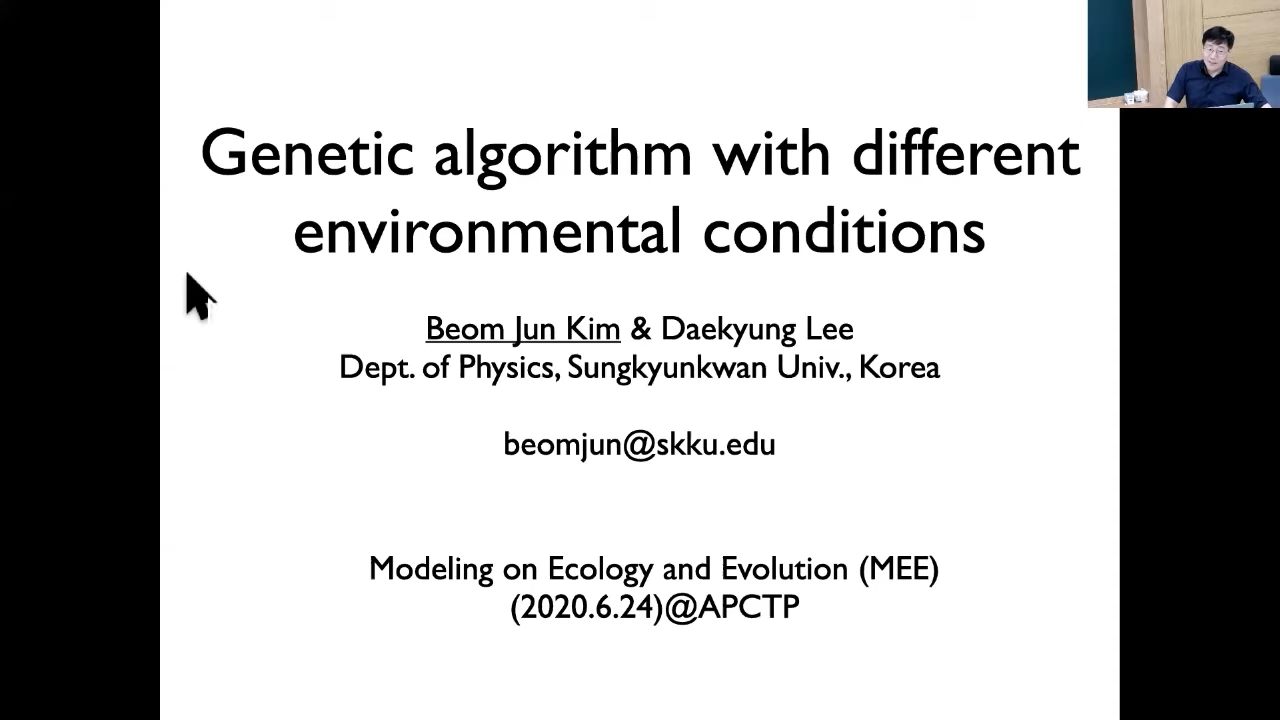 Genetic algorithm with different
environmental conditions
Beom Jun Kim & Daekyung Lee
Dept. of Physics, Sungkyunkwan Univ., Korea
beomjun@skku.edu
Modeling on Ecology and Evolution (MEE)
(2020.6.24)@APCTP